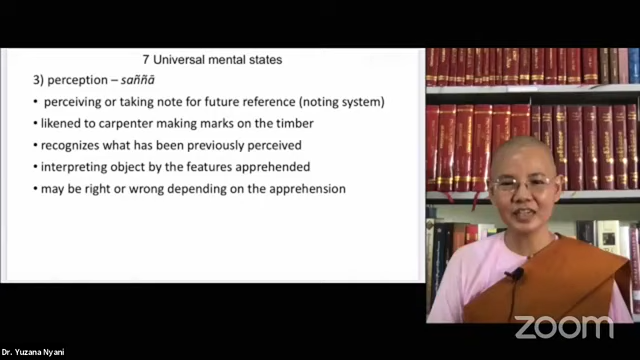 7 Universal mental states
3) perception – saññā
• perceiving or taking note for future reference (noting system)
• likened to carpenter making marks on the timber
• recognizes what has been previously perceived
• interpreting object by the features apprehended
• may be right or wrong depending on the apprehension
zoom
Dr. Yuzana Nyani